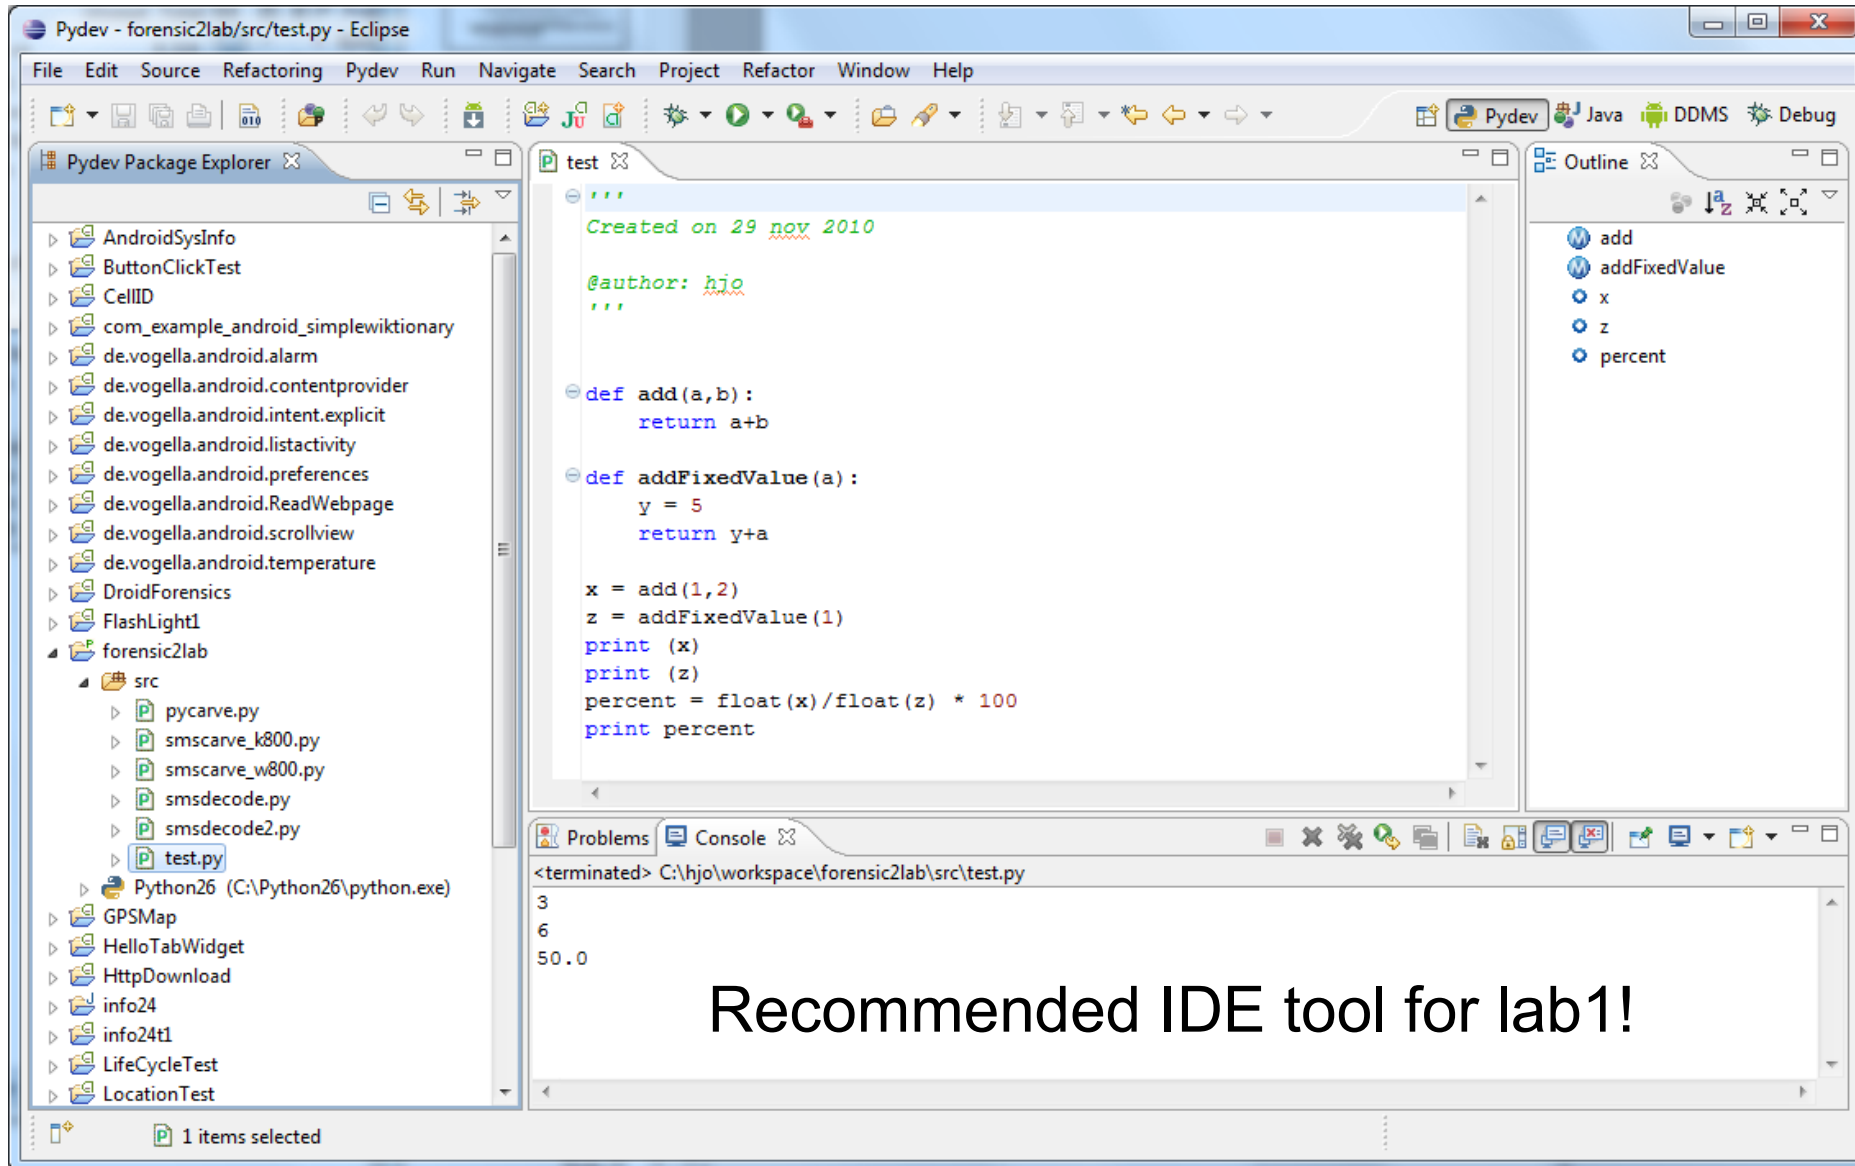 Pydev - forensic2lab/src/test.py - Eclipse
File Edit Source Refactoring Pydev Run Navigate Search Project Refactor Window Help
Pydev Java DDMS Debug
Pydev Package Explorer
AndroidSysInfo
ButtonClickTest
CellID
com_example_android_simplewiktionary
de.vogella.android.alarm
de.vogella.android.contentprovider
de.vogella.android.intent.explicit
de.vogella.android.listactivity
de.vogella.android.preferences
de.vogella.android.ReadWebpage
de.vogella.android.scrollview
de.vogella.android.temperature
DroidForensics
FlashLight1
forensic2lab
src
pycarve.py
smscarve_k800.py
smscarve_w800.py
smsdecode.py
smsdecode2.py
test.py
Python26 (C:\Python26\python.exe)
GPSMap
HelloTabWidget
HttpDownload
info24
info24t1
LifeCycleTest
LocationTest
test
'''
Created on 29 nov 2010
@author: hjo
'''
def add(a,b):
    return a+b
def addFixedValue(a):
    y = 5
    return y+a
x = add(1,2)
z = addFixedValue(1)
print (x)
print (z)
percent = float(x)/float(z) * 100
print percent
Outline
add
addFixedValue
x
z
percent
Problems Console
<terminated> C:\hjo\workspace\forensic2lab\src\test.py
3
6
50.0
Recommended IDE tool for lab1!
1 items selected